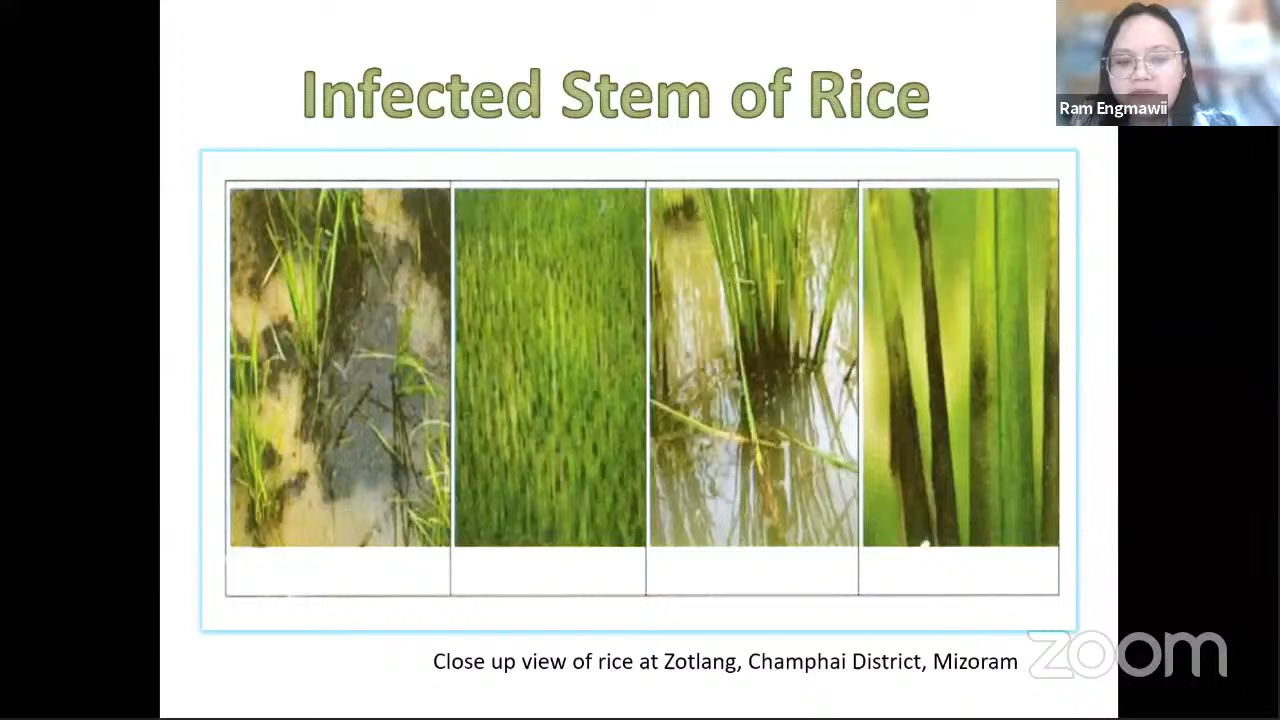 Infected Stem of Rice
Ram Engmawii
Close up view of rice at Zotlang, Champhai District, Mizoram
zoom